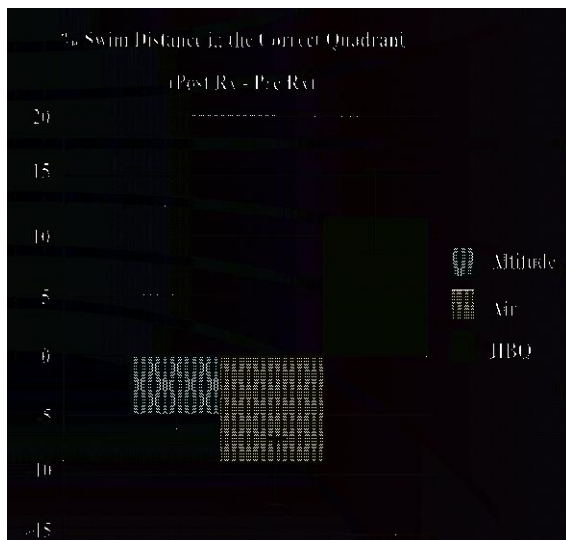 % Swim Distance in the Correct Quadrant
(Post Rx - Pre Rx)
20
15
10
5
0
-5
-10
-15
Altitude
Air
HBO